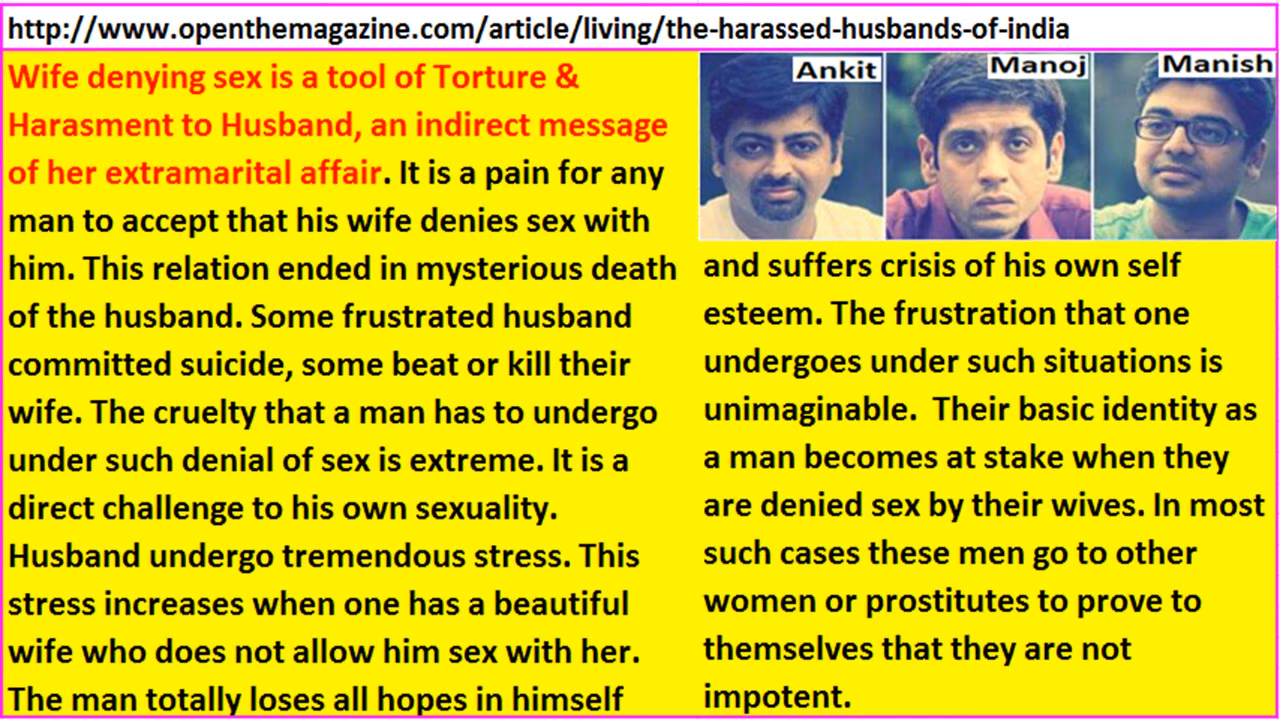 http://www.openthemagazine.com/article/living/the-harassed-husbands-of-india
Wife denying sex is a tool of Torture &
Harasment to Husband, an indirect message
of her extramarital affair. It is a pain for any
man to accept that his wife denies sex with
him. This relation ended in mysterious death
of the husband. Some frustrated husband
committed suicide, some beat or kill their
wife. The cruelty that a man has to undergo
under such denial of sex is extreme. It is a
direct challenge to his own sexuality.
Husband undergo tremendous stress. This
stress increases when one has a beautiful
wife who does not allow him sex with her.
The man totally loses all hopes in himself
Ankit
Manoj
Manish
and suffers crisis of his own self
esteem. The frustration that one
undergoes under such situations is
unimaginable.  Their basic identity as
a man becomes at stake when they
are denied sex by their wives. In most
such cases these men go to other
women or prostitutes to prove to
themselves that they are not
impotent.